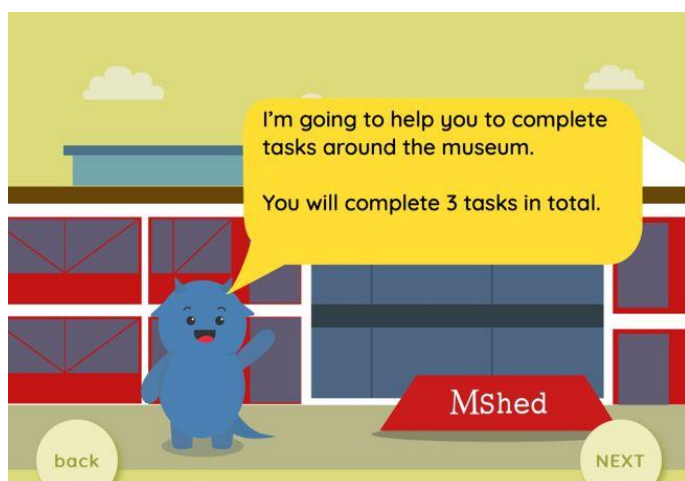 I'm going to help you to complete
tasks around the museum.
You will complete 3 tasks in total.
MShed
back
NEXT